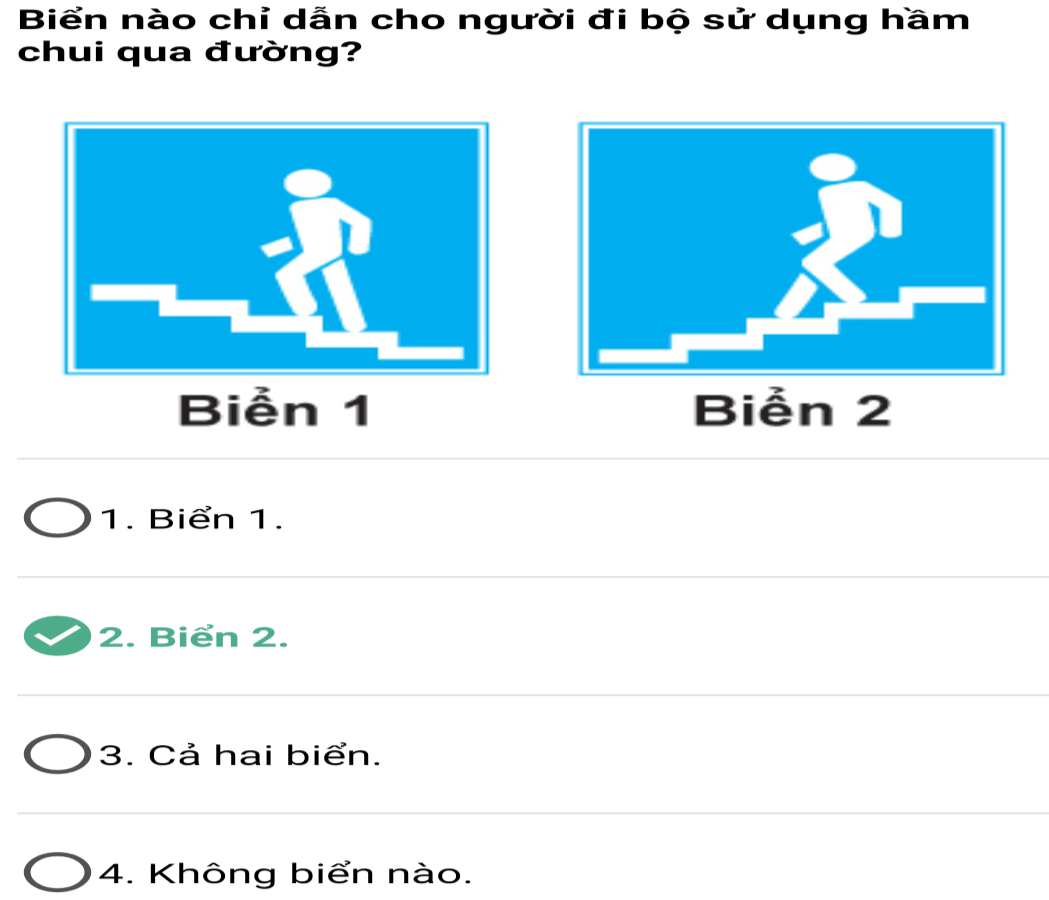 Biển nào chỉ dẫn cho người đi bộ sử dụng hầm
chui qua đường?
Biển 1
Biển 2
1. Biển 1.
2. Biển 2.
3. Cả hai biển.
4. Không biển nào.